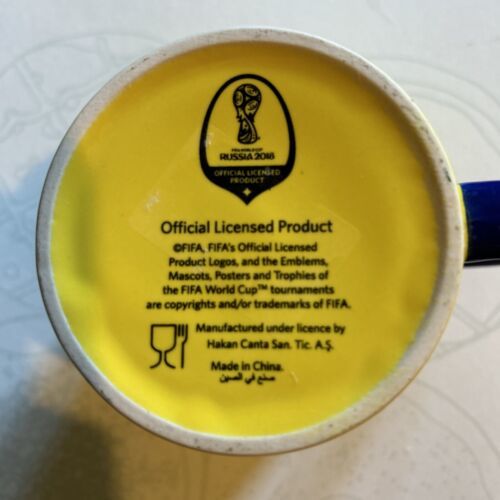 FIFA WORLD CUP
RUSSIA 2018
OFFICIAL LICENSED
PRODUCT
Official Licensed Product
©FIFA, FIFA's Official Licensed
Product Logos, and the Emblems,
Mascots, Posters and Trophies of
the FIFA World Cup™ tournaments
are copyrights and/or trademarks of FIFA.
Manufactured under licence by
Hakan Canta San. Tic. A.Ş.
Made in China.
صنع في الصين